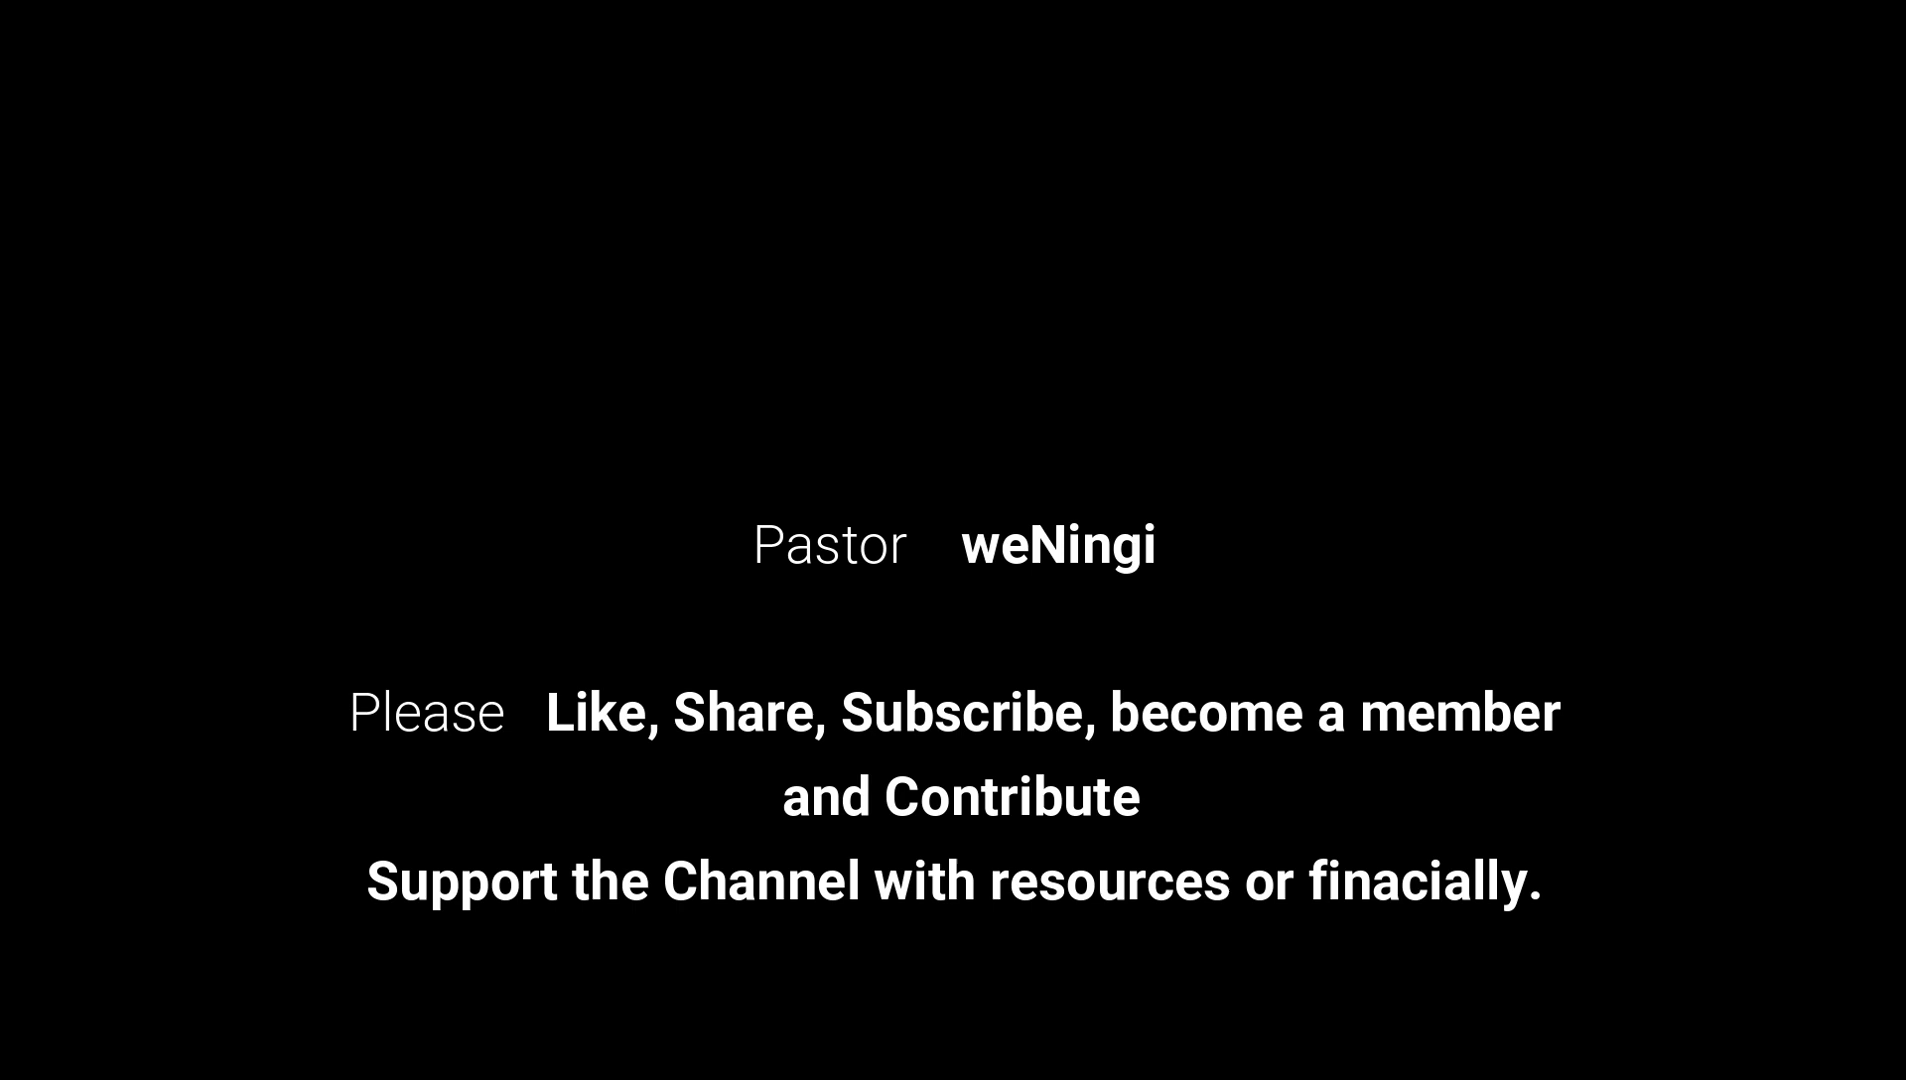 Pastor weNingi
Please Like, Share, Subscribe, become a member
and Contribute
Support the Channel with resources or finacially.